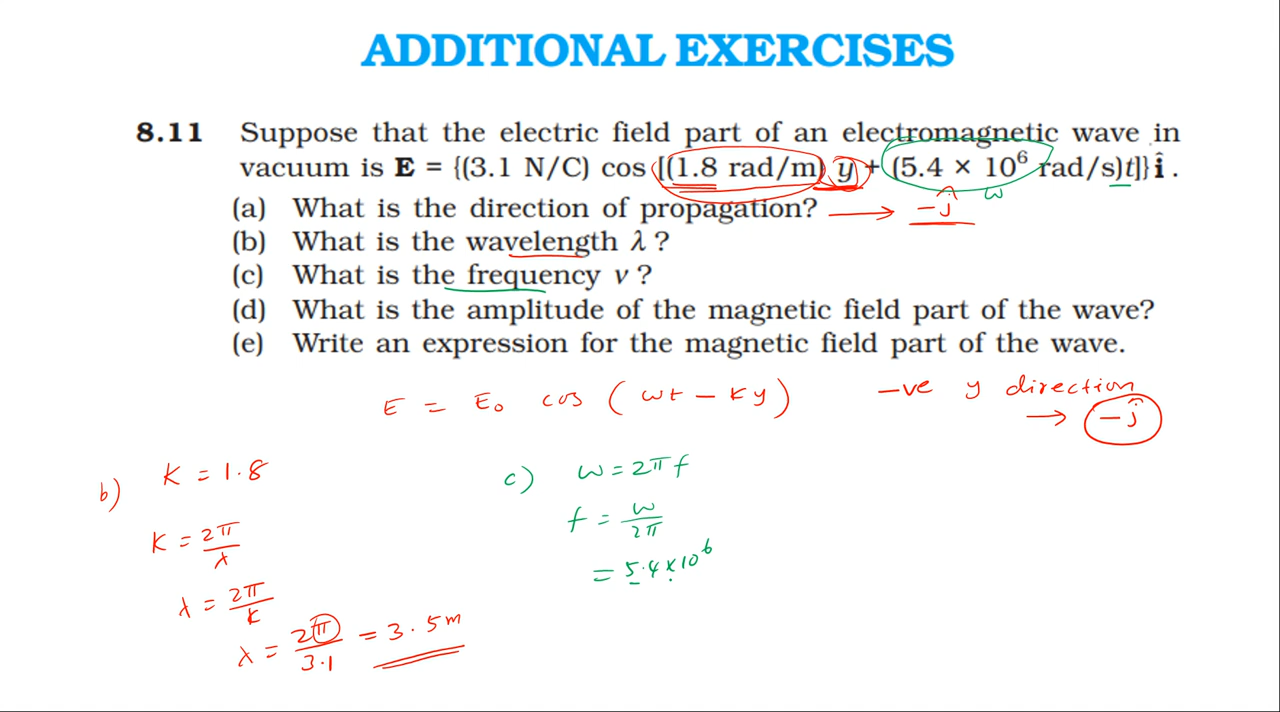 ADDITIONAL EXERCISES
8.11 Suppose that the electric field part of an electromagnetic wave in
vacuum is E = {(3.1 N/C) cos [(1.8 rad/m) y + (5.4 × 10⁶ rad/s)t]} î.
ω
(a) What is the direction of propagation? → -ĵ
(b) What is the wavelength λ ?
(c) What is the frequency ν ?
(d) What is the amplitude of the magnetic field part of the wave?
(e) Write an expression for the magnetic field part of the wave.
E = E₀ cos (ωt - Ky)
-ve y direction
→ -ĵ
b) K = 1.8
K = 2π/λ
λ = 2π/K
λ = 2π/3.1 = 3.5m
c) ω = 2πf
f = ω/2π
= 5.4 × 10⁶